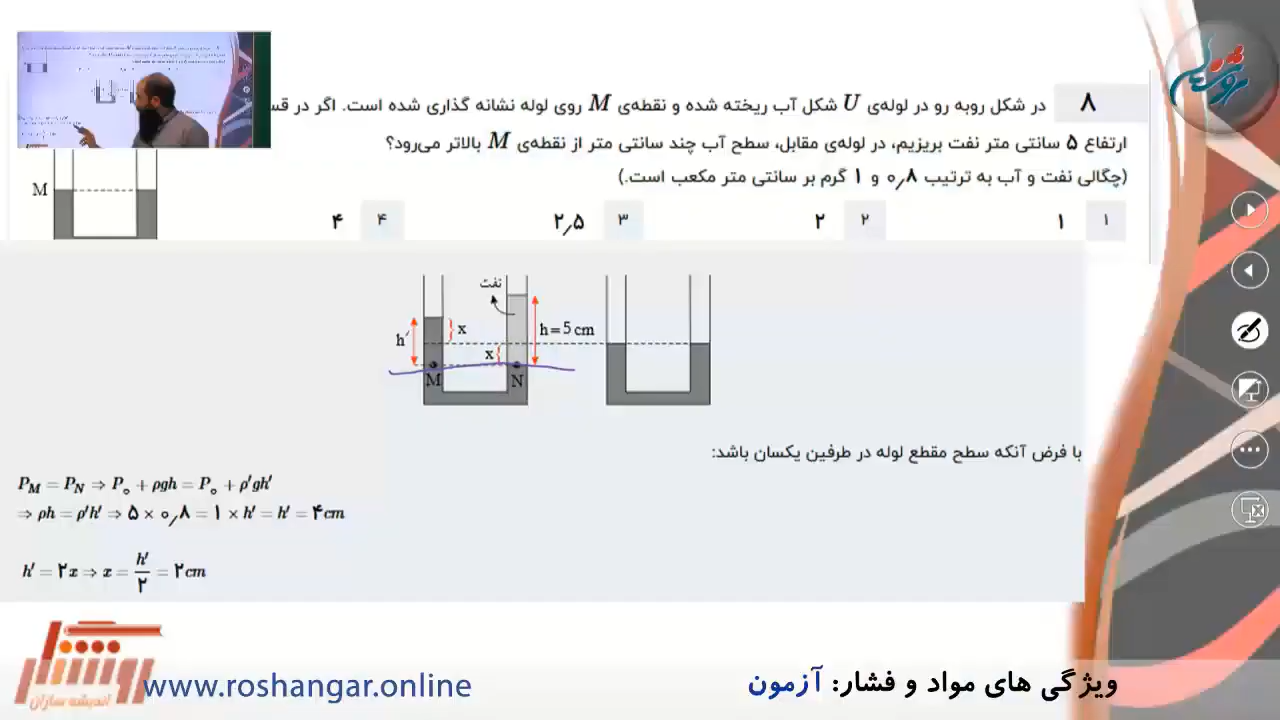 ۸
در شکل روبه رو در لوله‌ی U شکل آب ریخته شده و نقطه‌ی M روی لوله نشانه گذاری شده است. اگر در
ارتفاع ۵ سانتی متر نفت بریزیم، در لوله‌ی مقابل، سطح آب چند سانتی متر از نقطه‌ی M بالاتر می‌رود؟
(چگالی نفت و آب به ترتیب ۰٫۸ و ۱ گرم بر سانتی متر مکعب است.)
M
۱ ۱
۲ ۲
۳ ۲٫۵
۴ ۴
نفت
h′ x x h=5 cm
M N
با فرض آنکه سطح مقطع لوله در طرفین یکسان باشد:
P_M = P_N ⇒ P₀ + ρgh = P₀ + ρ′gh′
⇒ ρh = ρ′h′ ⇒ ۵ × ۰٫۸ = ۱ × h′ = h′ = ۴cm
h′ = ۲x ⇒ x = h′/۲ = ۲cm
روشنگر
اندیشه سازان
www.roshangar.online
ویژگی های مواد و فشار: آزمون